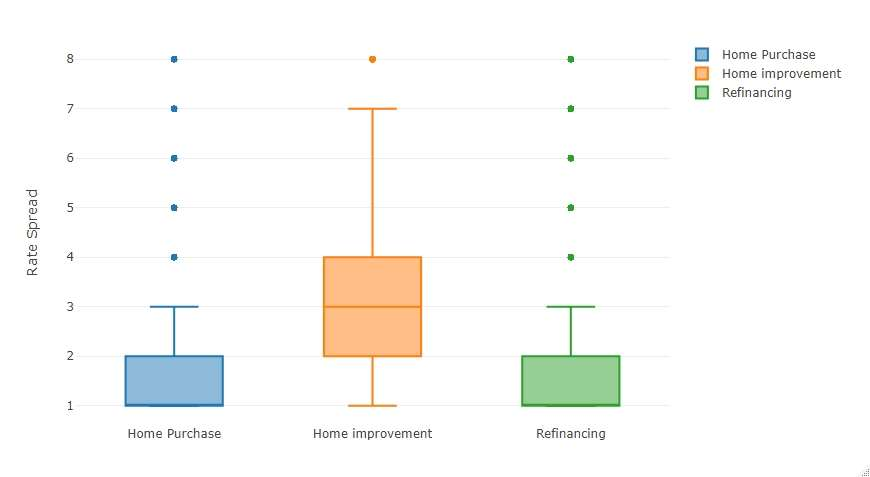 Rate Spread
8
7
6
5
4
3
2
1
Home Purchase
Home improvement
Refinancing
Home Purchase
Home improvement
Refinancing